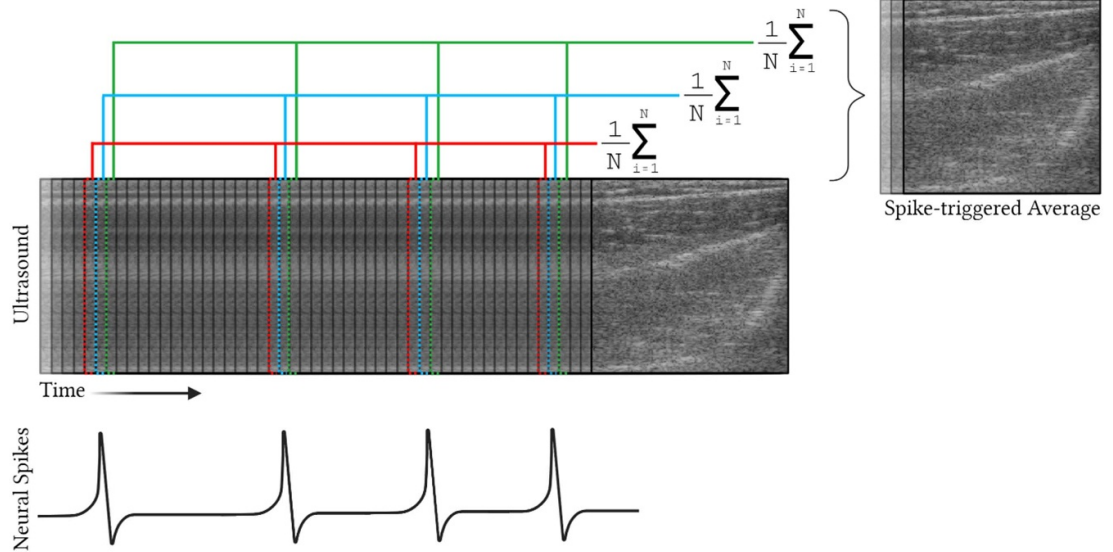 1/N N∑i=1
1/N N∑i=1
1/N N∑i=1
Spike-triggered Average
Ultrasound
Time
Neural Spikes